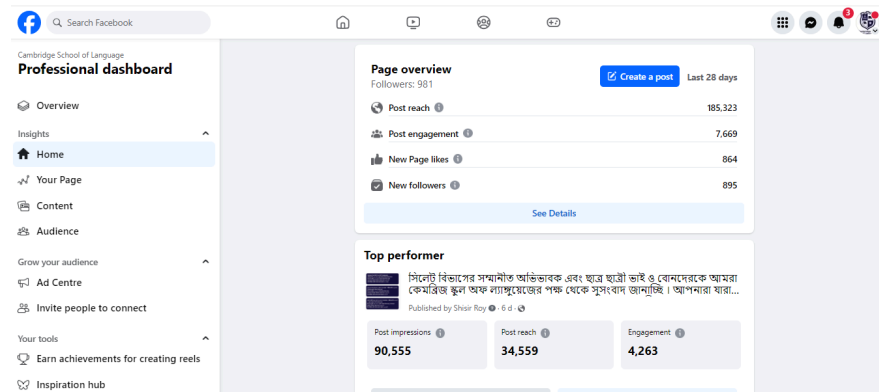 Search Facebook
3
Cambridge School of Language
Professional dashboard
Overview
Insights
Home
Your Page
Content
Audience
Grow your audience
Ad Centre
Invite people to connect
Your tools
Earn achievements for creating reels
Inspiration hub
Page overview
Followers: 981
Create a post
Last 28 days
Post reach 185,323
Post engagement 7,669
New Page likes 864
New followers 895
See Details
Top performer
সিলেট বিভাগের সম্মানীত অভিভাবক এবং ছাত্র ছাত্রী ভাই ও বোনদেরকে আমরা
কেমব্রিজ স্কুল অফ ল্যাঙ্গুয়েজের পক্ষ থেকে সুসংবাদ জানাচ্ছি । আপনারা যারা...
Published by Shisir Roy · 6 d ·
Post impressions
90,555
Post reach
34,559
Engagement
4,263